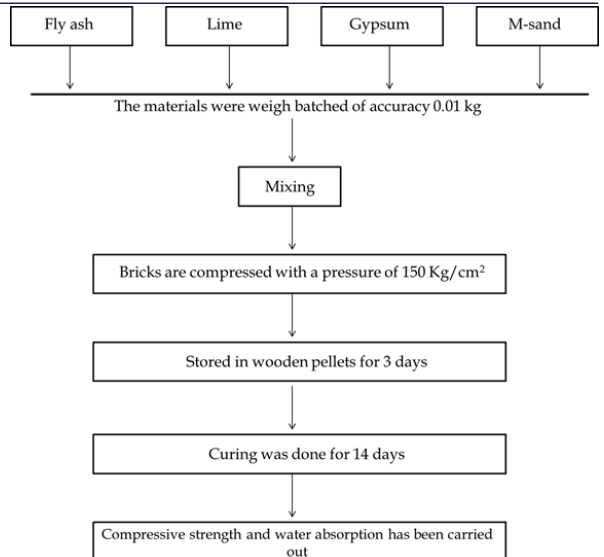 Fly ash
Lime
Gypsum
M-sand
The materials were weigh batched of accuracy 0.01 kg
Mixing
Bricks are compressed with a pressure of 150 Kg/cm²
Stored in wooden pellets for 3 days
Curing was done for 14 days
Compressive strength and water absorption has been carried
out